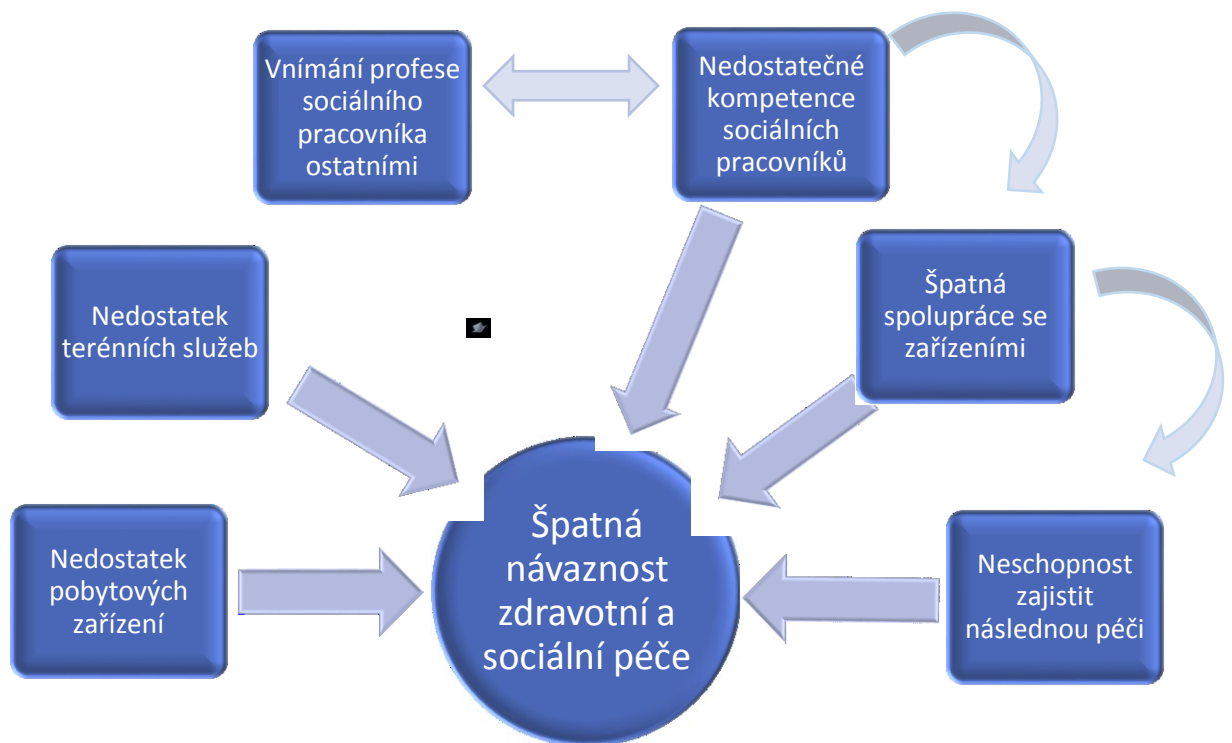 Vnímání profese
sociálního
pracovníka
ostatními
Nedostatečné
kompetence
sociálních
pracovníků
Nedostatek
terénních služeb
Špatná
spolupráce se
zařízeními
Nedostatek
pobytových
zařízení
Špatná
návaznost
zdravotní a
sociální péče
Neschopnost
zajistit
následnou péči